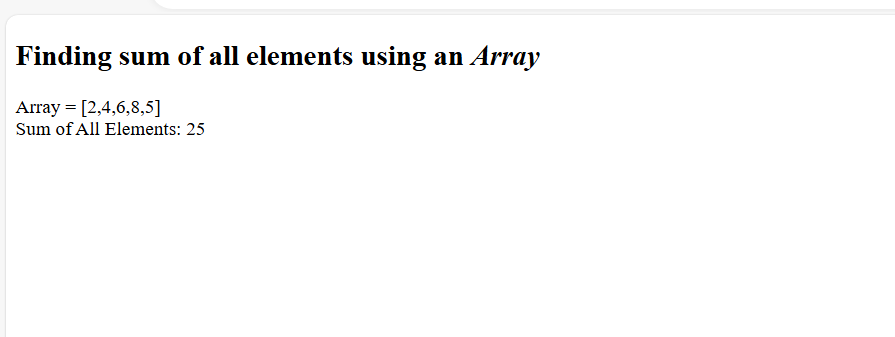 Finding sum of all elements using an Array
Array = [2,4,6,8,5]
Sum of All Elements: 25